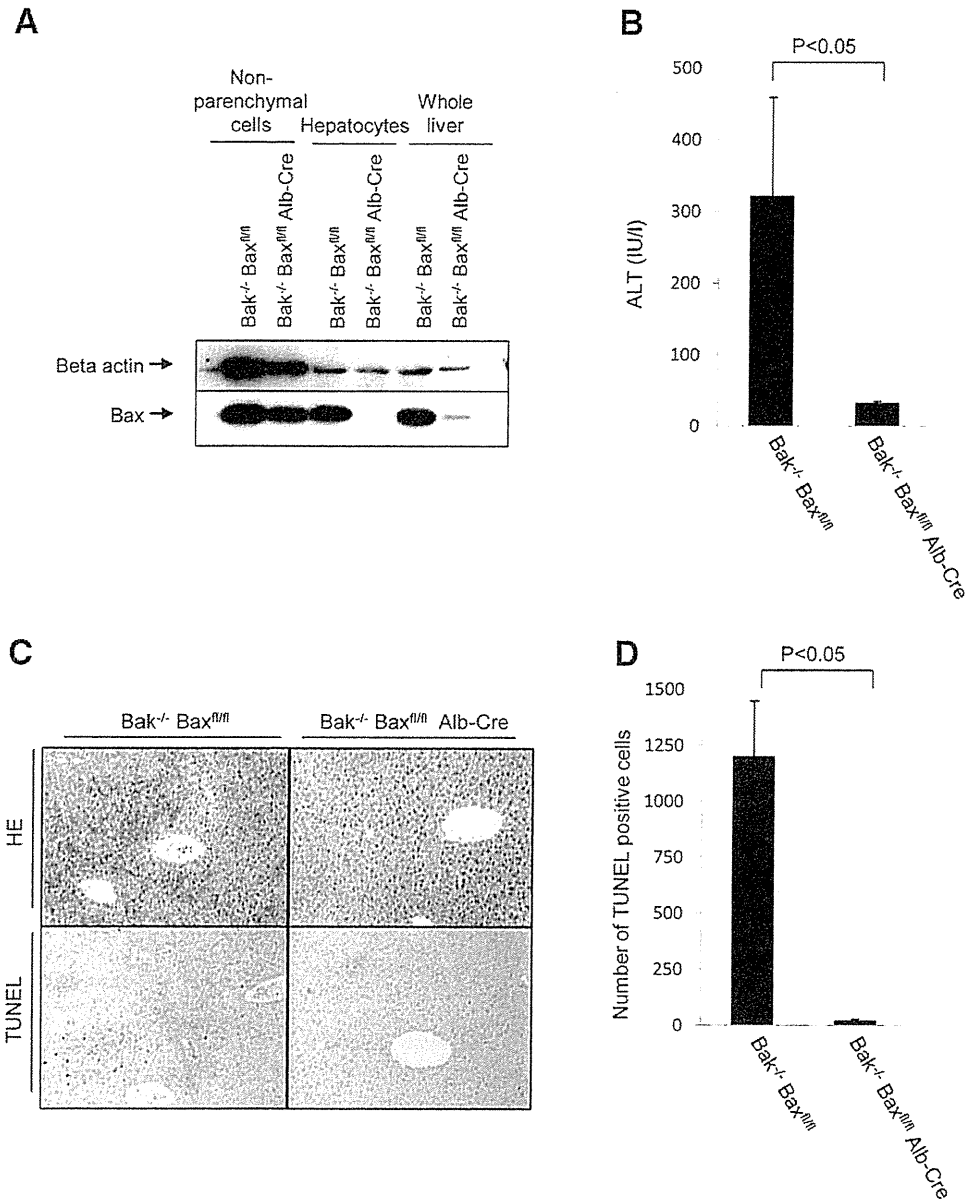 A
Non-
parenchymal
cells
Hepatocytes
Whole
liver
Bak-/- Baxfl/fl
Bak-/- Baxfl/fl Alb-Cre
Bak-/- Baxfl/fl
Bak-/- Baxfl/fl Alb-Cre
Bak-/- Baxfl/fl
Bak-/- Baxfl/fl Alb-Cre
Beta actin
Bax
B
P<0.05
500
400
300
200
100
0
ALT (IU/l)
Bak-/- Baxfl/fl
Bak-/- Baxfl/fl Alb-Cre
C
Bak-/- Baxfl/fl
Bak-/- Baxfl/fl Alb-Cre
HE
TUNEL
D
P<0.05
1500
1250
1000
750
500
250
0
Number of TUNEL positive cells
Bak-/- Baxfl/fl
Bak-/- Baxfl/fl Alb-Cre